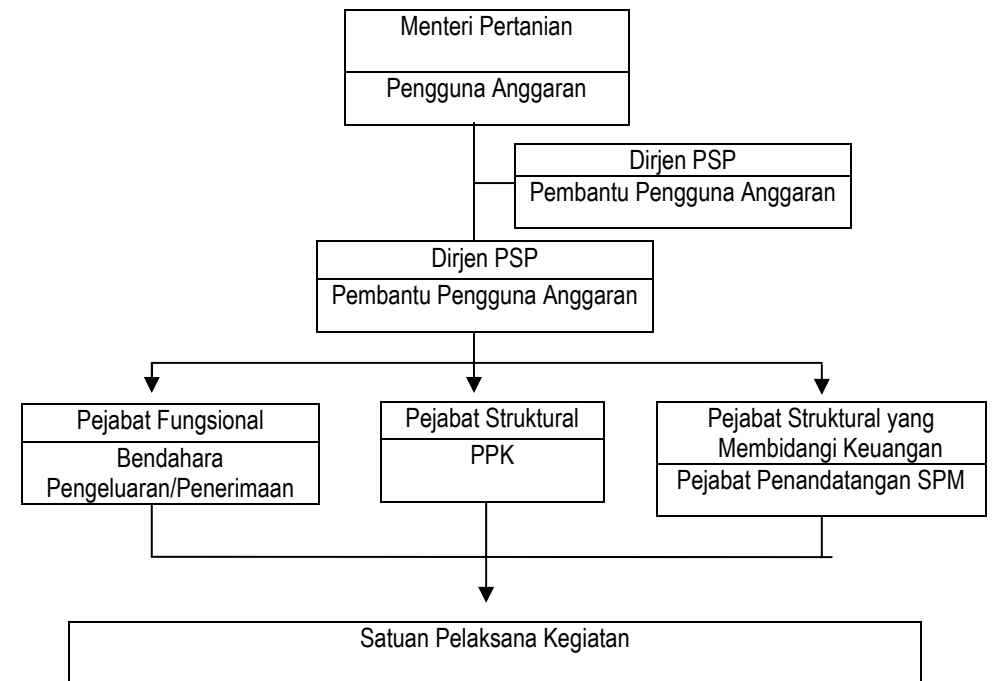 Menteri Pertanian
Pengguna Anggaran
Dirjen PSP
Pembantu Pengguna Anggaran
Dirjen PSP
Pembantu Pengguna Anggaran
Pejabat Fungsional
Bendahara
Pengeluaran/Penerimaan
Pejabat Struktural
PPK
Pejabat Struktural yang
Membidangi Keuangan
Pejabat Penandatangan SPM
Satuan Pelaksana Kegiatan